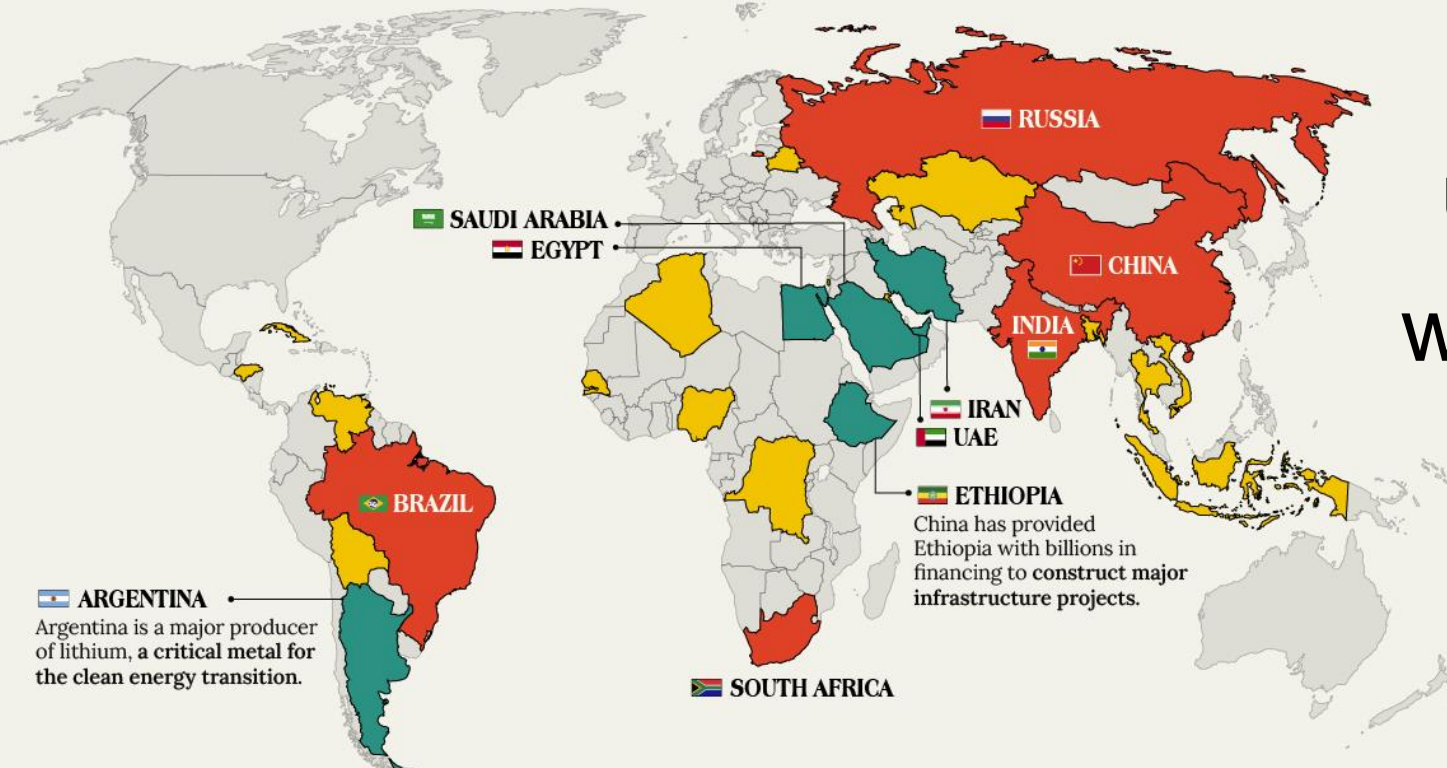 RUSSIA
SAUDI ARABIA
EGYPT
CHINA
INDIA
IRAN
UAE
BRAZIL
ETHIOPIA
China has provided
Ethiopia with billions in
financing to construct major
infrastructure projects.
ARGENTINA
Argentina is a major producer
of lithium, a critical metal for
the clean energy transition.
SOUTH AFRICA